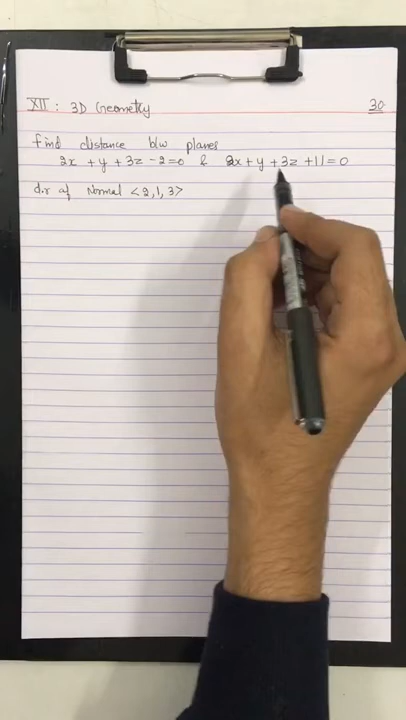 XII : 3D Geometry 30
Find distance b/w planes
2x + y + 3z - 2 = 0 & 2x + y + 3z + 11 = 0
d.r of Normal < 2, 1, 3 >